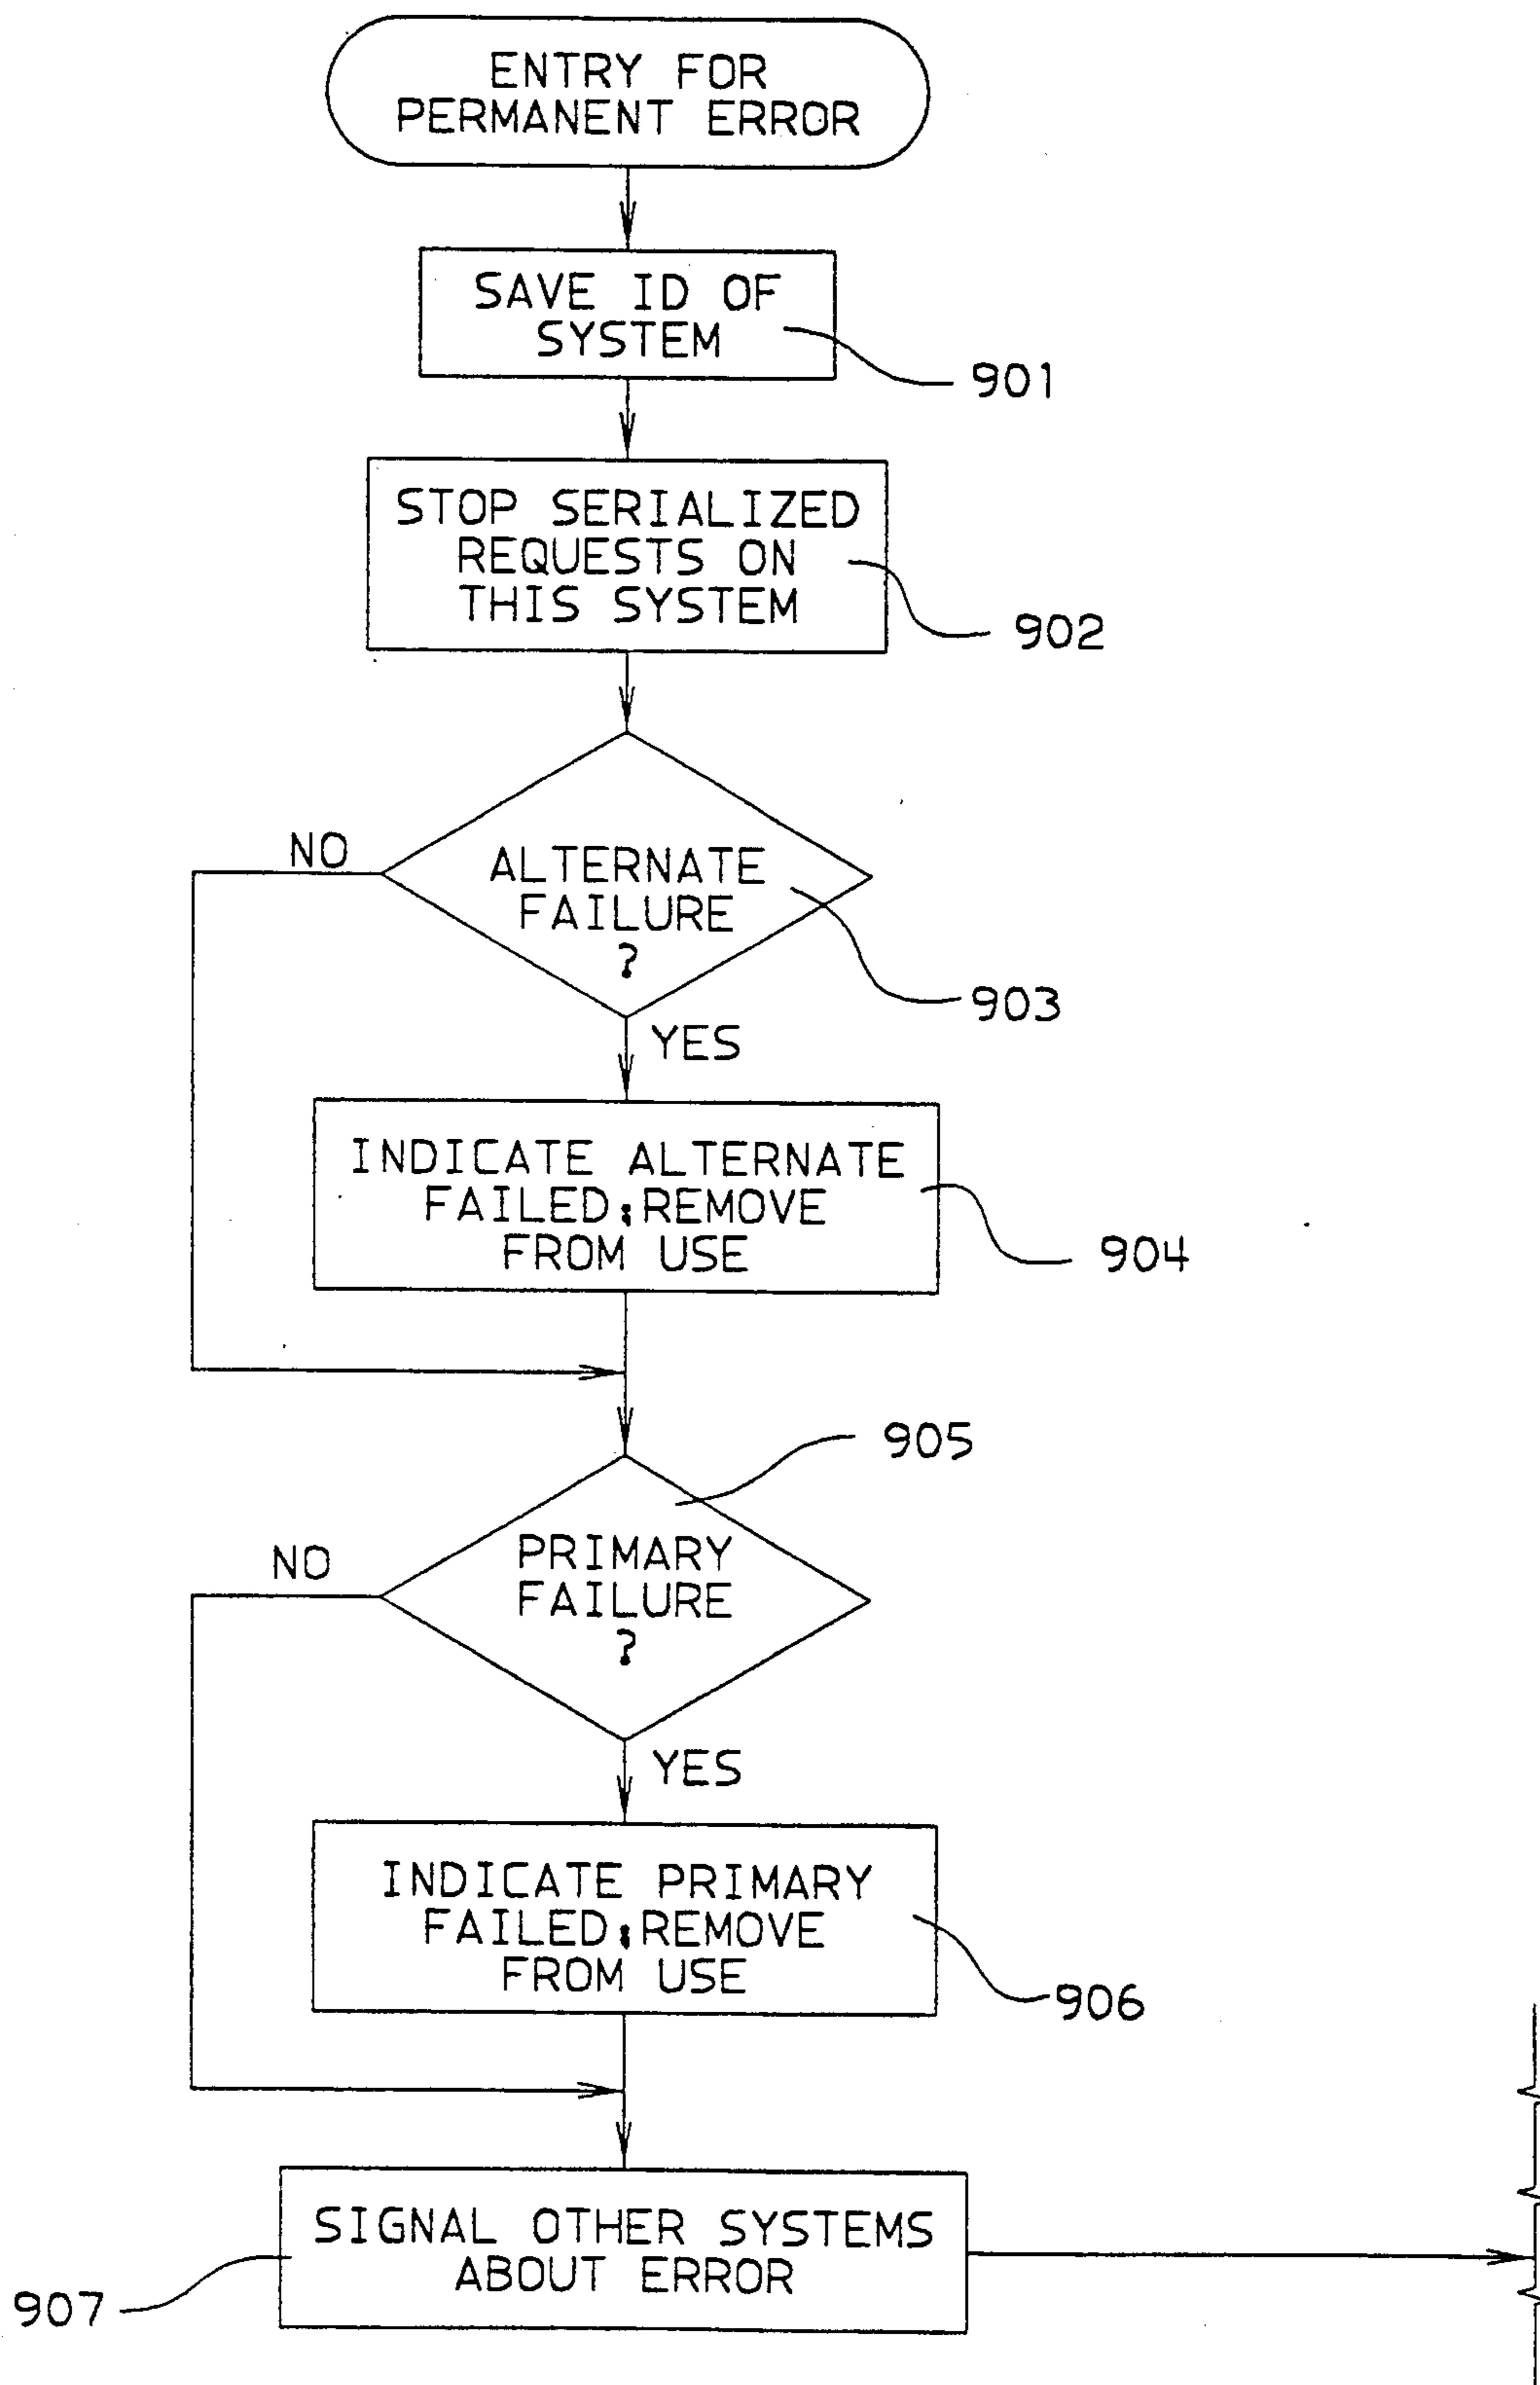 ENTRY FOR
PERMANENT ERROR
SAVE ID OF
SYSTEM
901
STOP SERIALIZED
REQUESTS ON
THIS SYSTEM
902
NO
ALTERNATE
FAILURE
?
903
YES
INDICATE ALTERNATE
FAILED;REMOVE
FROM USE
904
905
NO
PRIMARY
FAILURE
?
YES
INDICATE PRIMARY
FAILED;REMOVE
FROM USE
906
SIGNAL OTHER SYSTEMS
ABOUT ERROR
907